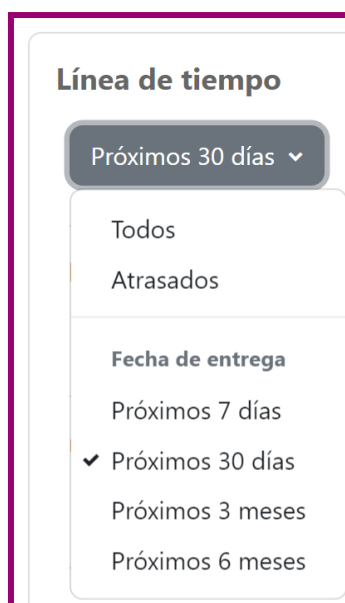 Línea de tiempo
Próximos 30 días
Todos
Atrasados
Fecha de entrega
Próximos 7 días
Próximos 30 días
Próximos 3 meses
Próximos 6 meses